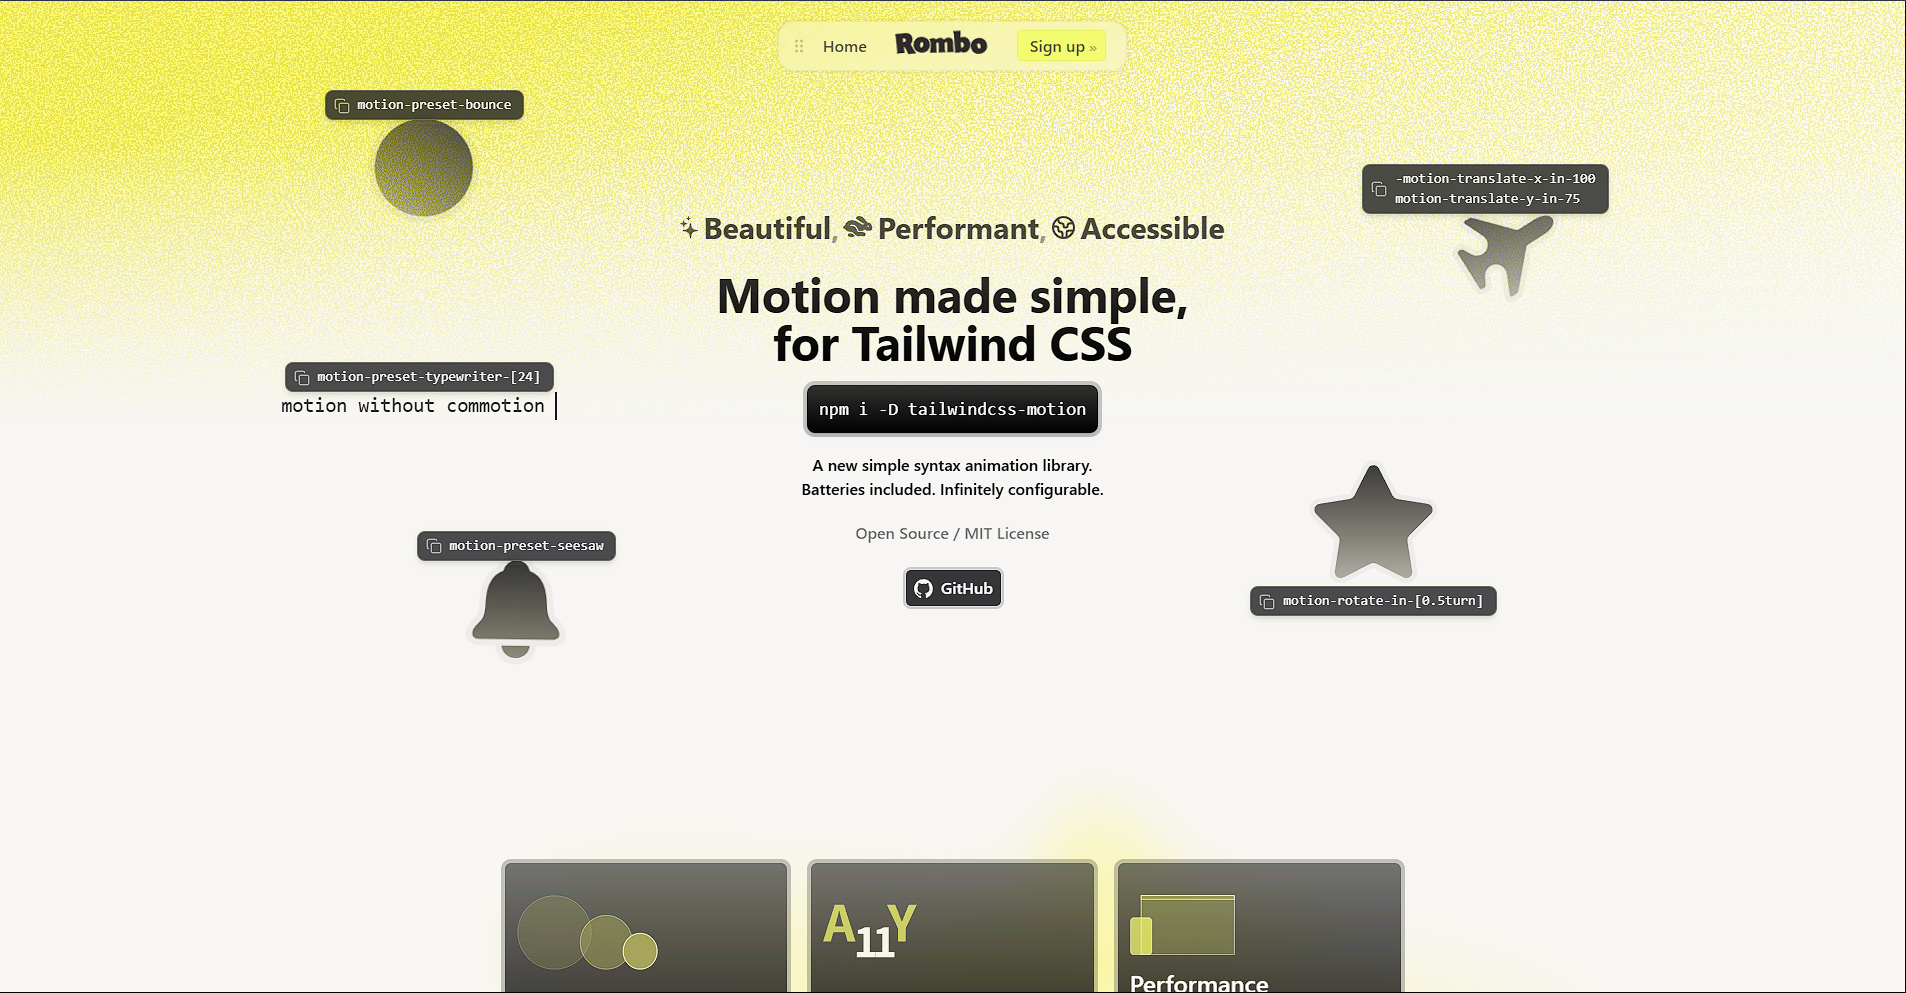 Home
Rombo
Sign up »
motion-preset-bounce
-motion-translate-x-in-100
motion-translate-y-in-75
Beautiful, Performant, Accessible
Motion made simple,
for Tailwind CSS
motion-preset-typewriter-[24]
motion without commotion
npm i -D tailwindcss-motion
A new simple syntax animation library.
Batteries included. Infinitely configurable.
Open Source / MIT License
motion-preset-seesaw
GitHub
motion-rotate-in-[0.5turn]
A11Y
Performance